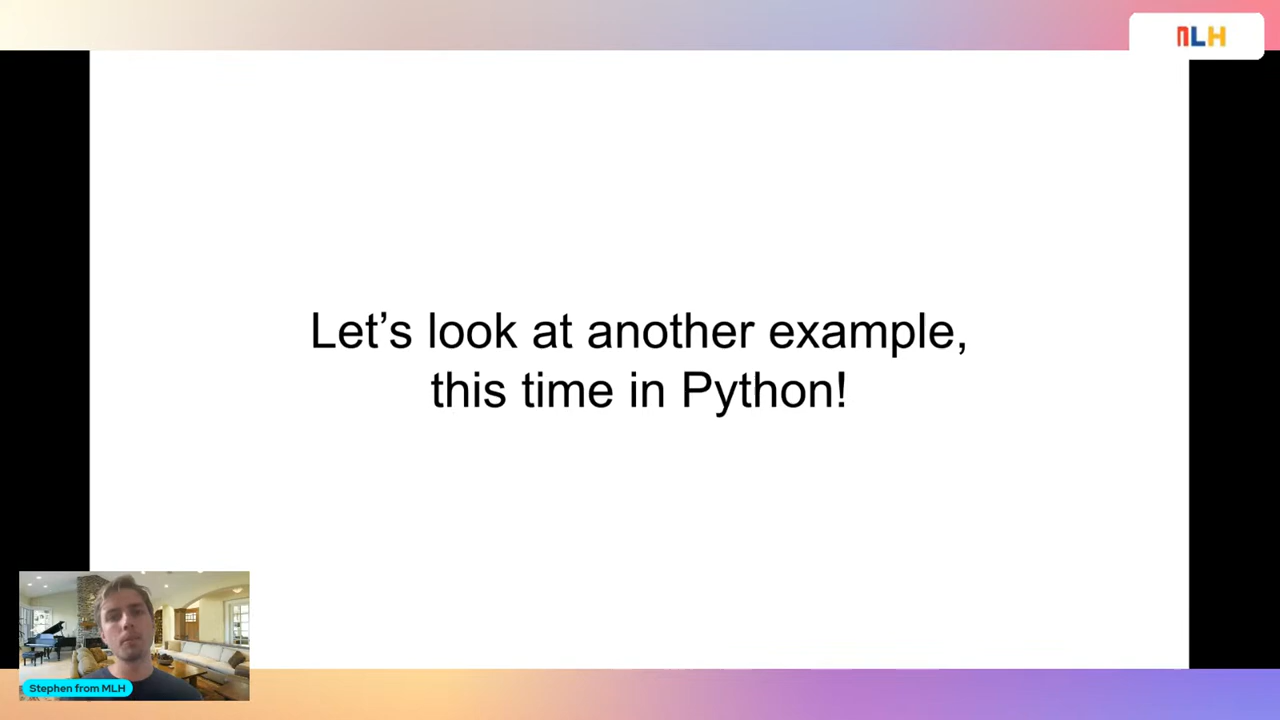 MLH
Let’s look at another example,
this time in Python!
Stephen from MLH